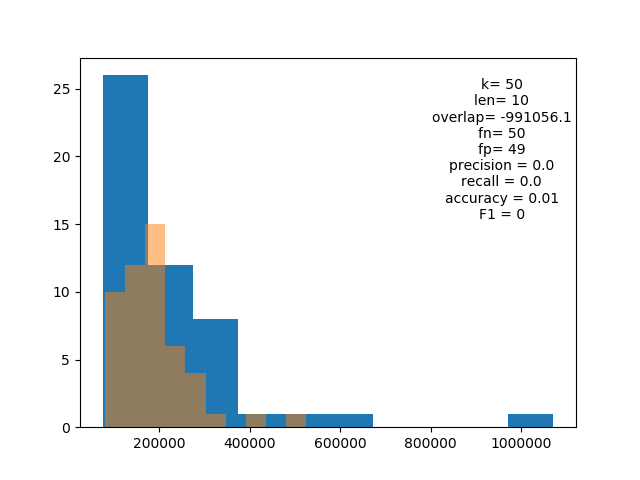 k= 50
len= 10
overlap= -991056.1
fn= 50
fp= 49
precision = 0.0
recall = 0.0
accuracy = 0.01
F1 = 0
25
20
15
10
5
0
200000 400000 600000 800000 1000000